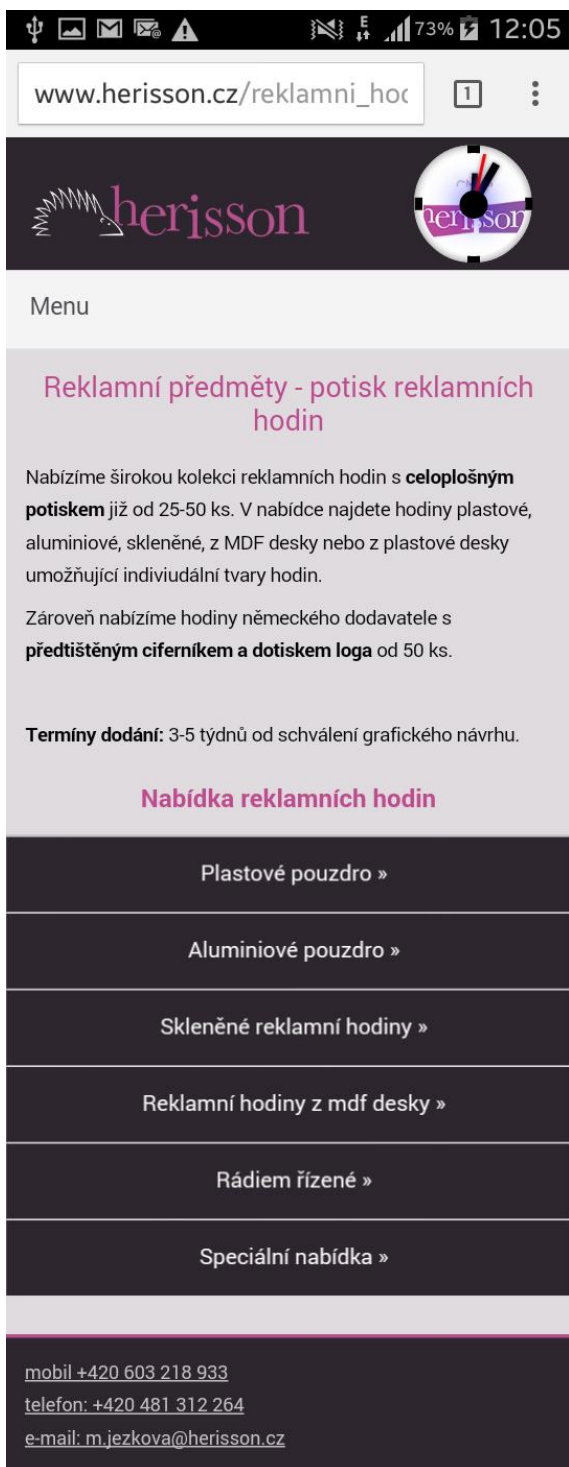 73% 12:05
www.herisson.cz/reklamni_hoc
1
herisson
herisson
Menu
Reklamní předměty - potisk reklamních
hodin
Nabízíme širokou kolekci reklamních hodin s celoplošným
potiskem již od 25-50 ks. V nabídce najdete hodiny plastové,
aluminiové, skleněné, z MDF desky nebo z plastové desky
umožňující indiviudální tvary hodin.
Zároveň nabízíme hodiny německého dodavatele s
předtištěným ciferníkem a dotiskem loga od 50 ks.
Termíny dodání: 3-5 týdnů od schválení grafického návrhu.
Nabídka reklamních hodin
Plastové pouzdro »
Aluminiové pouzdro »
Skleněné reklamní hodiny »
Reklamní hodiny z mdf desky »
Rádiem řízené »
Speciální nabídka »
mobil +420 603 218 933
telefon: +420 481 312 264
e-mail: m.jezkova@herisson.cz